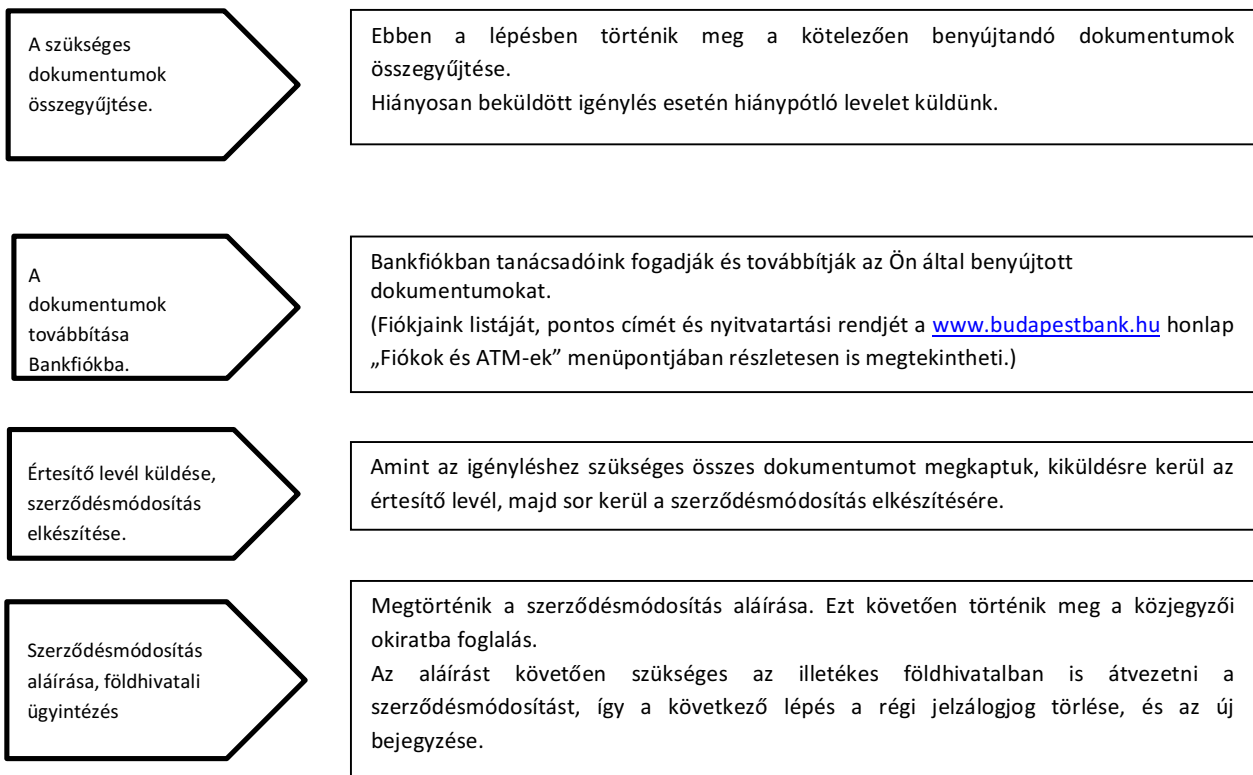 A szükséges
dokumentumok
összegyűjtése.
Ebben a lépésben történik meg a kötelezően benyújtandó dokumentumok
összegyűjtése.
Hiányosan beküldött igénylés esetén hiánypótló levelet küldünk.
A
dokumentumok
továbbítása
Bankfiókba.
Bankfiókban tanácsadóink fogadják és továbbítják az Ön által benyújtott
dokumentumokat.
(Fiókjaink listáját, pontos címét és nyitvatartási rendjét a www.budapestbank.hu honlap
„Fiókok és ATM-ek” menüpontjában részletesen is megtekintheti.)
Értesítő levél küldése,
szerződésmódosítás
elkészítése.
Amint az igényléshez szükséges összes dokumentumot megkaptuk, kiküldésre kerül az
értesítő levél, majd sor kerül a szerződésmódosítás elkészítésére.
Szerződésmódosítás
aláírása, földhivatali
ügyintézés
Megtörténik a szerződésmódosítás aláírása. Ezt követően történik meg a közjegyzői
okiratba foglalás.
Az aláírást követően szükséges az illetékes földhivatalban is átvezetni a
szerződésmódosítást, így a következő lépés a régi jelzálogjog törlése, és az új
bejegyzése.